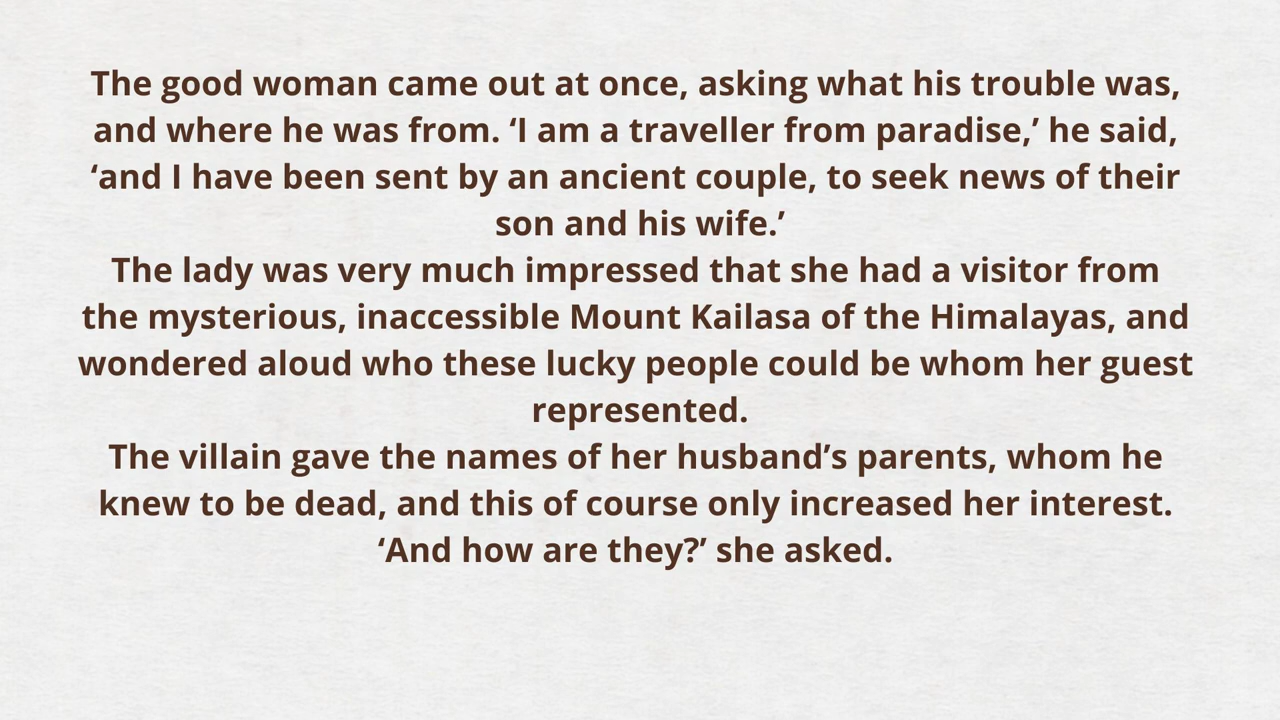 The good woman came out at once, asking what his trouble was,
and where he was from. ‘I am a traveller from paradise,’ he said,
‘and I have been sent by an ancient couple, to seek news of their
son and his wife.’
The lady was very much impressed that she had a visitor from
the mysterious, inaccessible Mount Kailasa of the Himalayas, and
wondered aloud who these lucky people could be whom her guest
represented.
The villain gave the names of her husband’s parents, whom he
knew to be dead, and this of course only increased her interest.
‘And how are they?’ she asked.